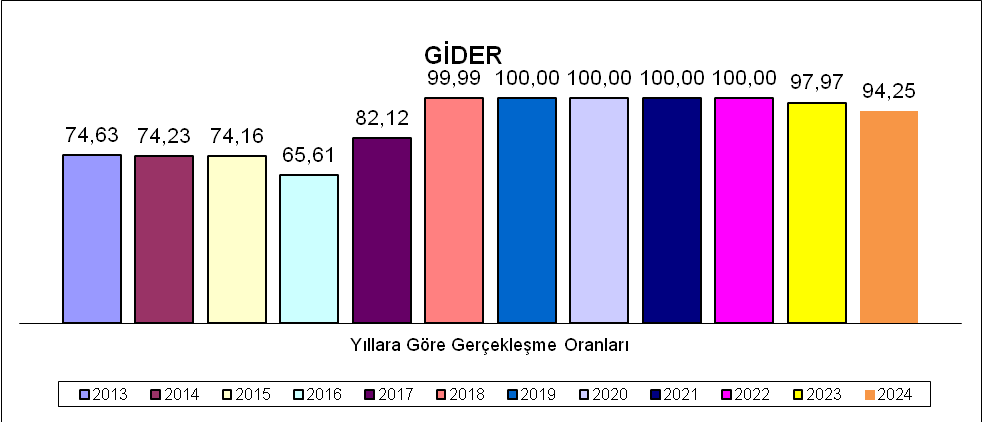 GİDER
74,63 74,23 74,16 65,61 82,12 99,99 100,00 100,00 100,00 100,00 97,97 94,25
Yıllara Göre Gerçekleşme Oranları
2013 2014 2015 2016 2017 2018 2019 2020 2021 2022 2023 2024